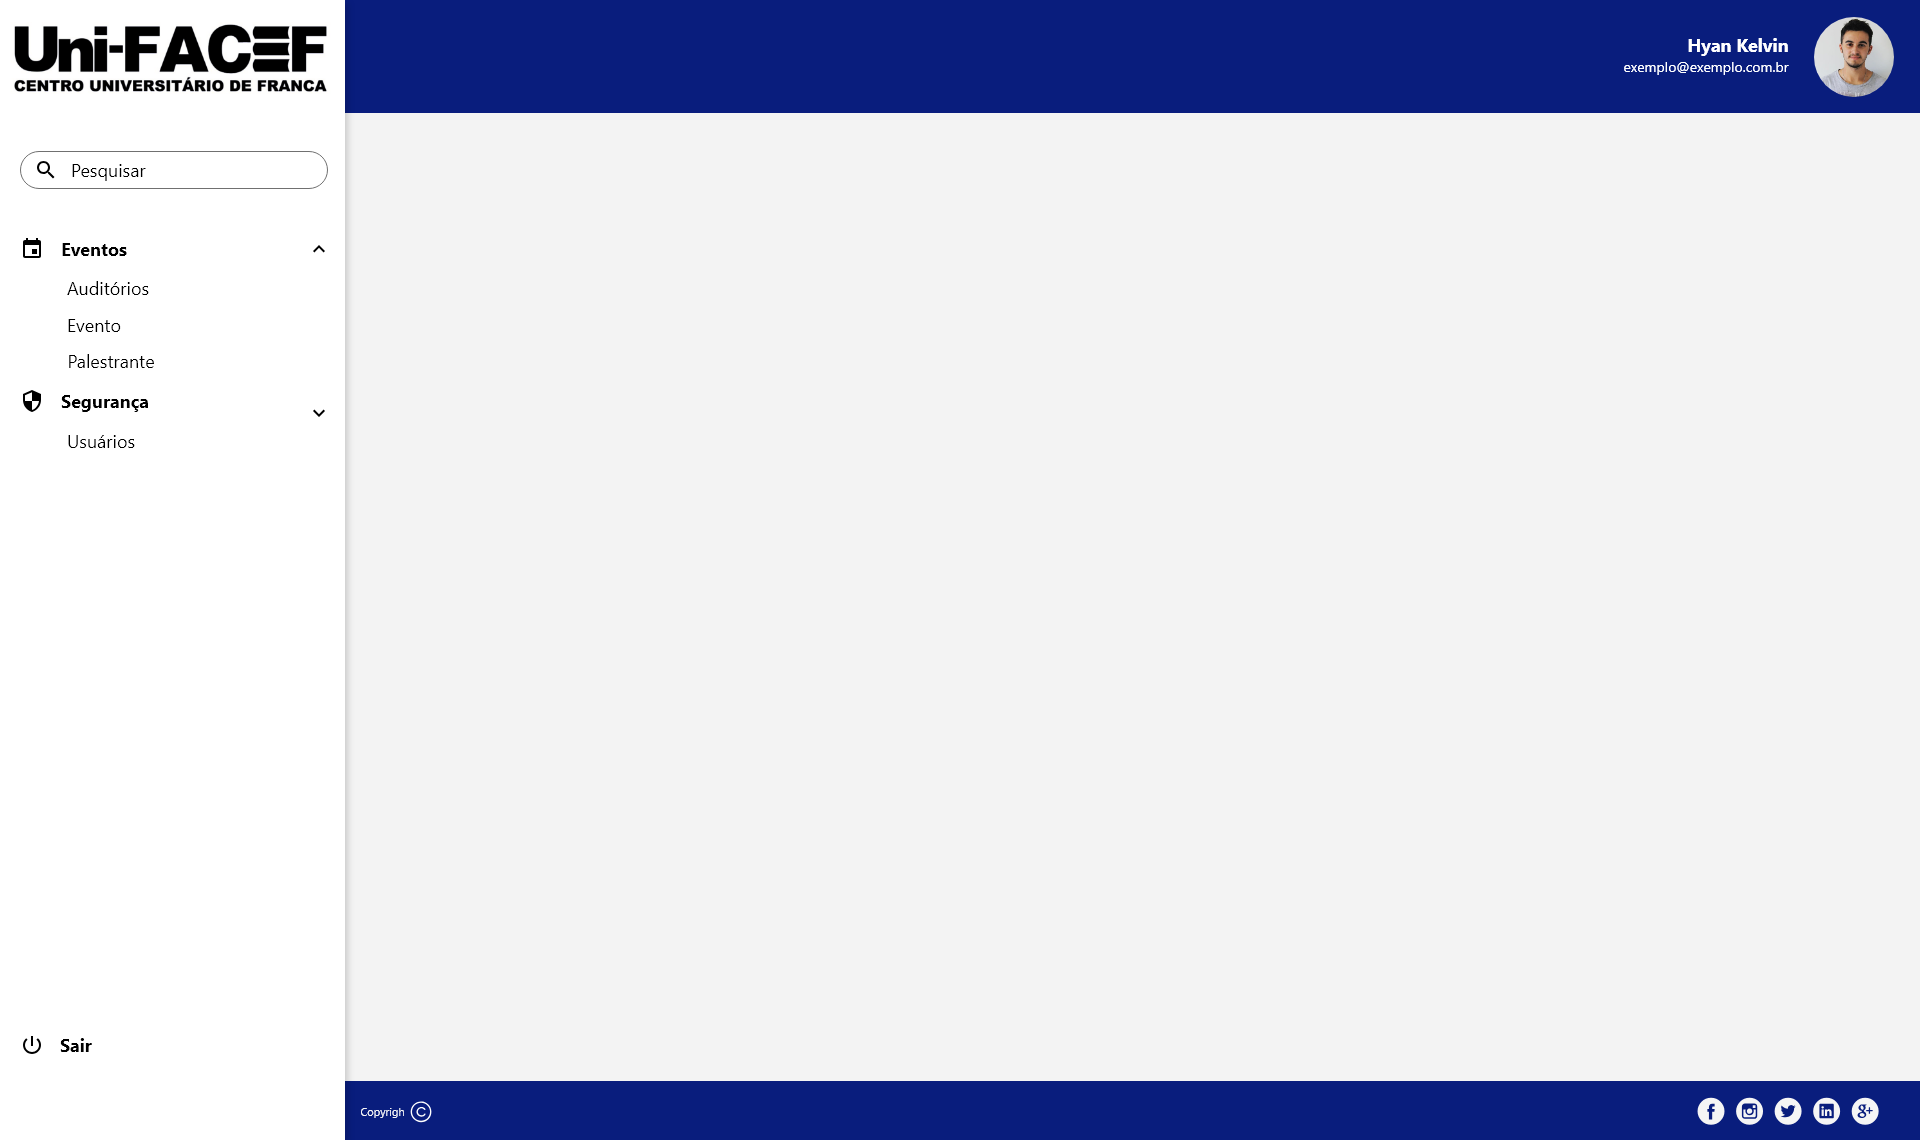 Uni-FACEF
CENTRO UNIVERSITÁRIO DE FRANCA
Hyan Kelvin
exemplo@exemplo.com.br
Pesquisar
Eventos
Auditórios
Evento
Palestrante
Segurança
Usuários
Sair
Copyrigh ©
f
in
g+